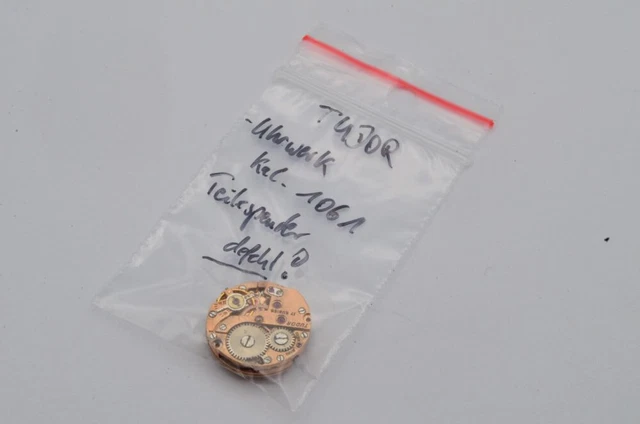 TUDOR
- Uhrwerk
Kal. 1061
Teilespender
defekt!